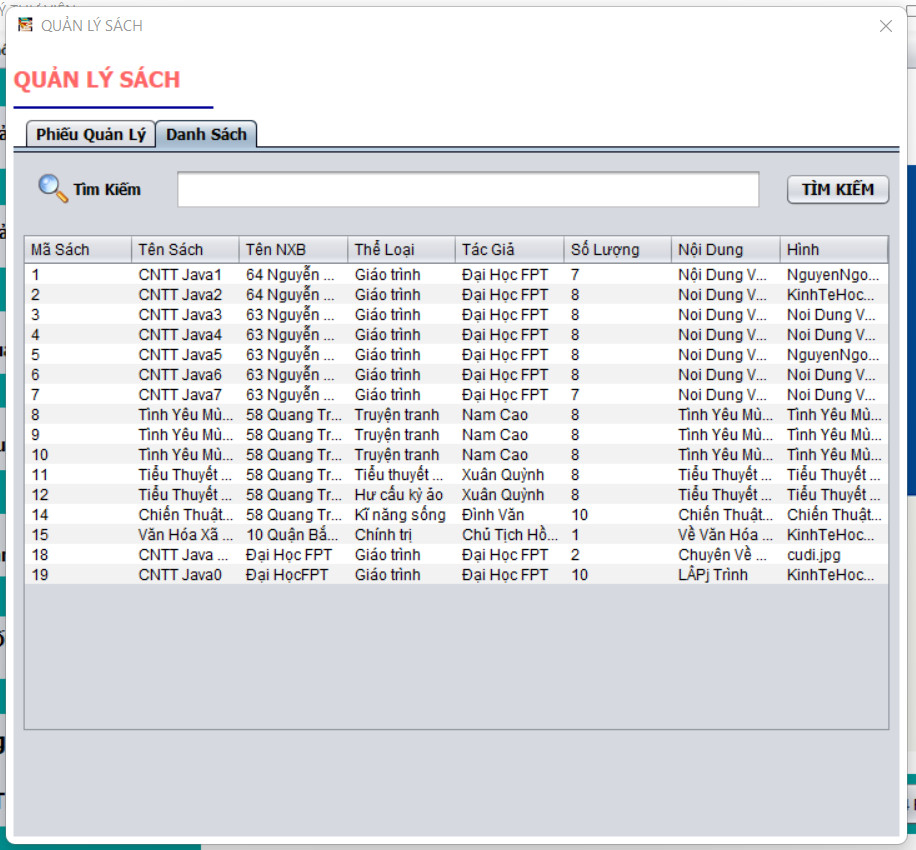 QUẢN LÝ SÁCH
QUẢN LÝ SÁCH
Phiếu Quản Lý Danh Sách
Tìm Kiếm TÌM KIẾM
Mã Sách Tên Sách Tên NXB Thể Loại Tác Giả Số Lượng Nội Dung Hình
1 CNTT Java1 64 Nguyễn ... Giáo trình Đại Học FPT 7 Nội Dung V... NguyenNgo...
2 CNTT Java2 64 Nguyễn ... Giáo trình Đại Học FPT 8 Noi Dung V... KinhTeHoc...
3 CNTT Java3 63 Nguyễn ... Giáo trình Đại Học FPT 8 Noi Dung V... Noi Dung V...
4 CNTT Java4 63 Nguyễn ... Giáo trình Đại Học FPT 8 Noi Dung V... Noi Dung V...
5 CNTT Java5 63 Nguyễn ... Giáo trình Đại Học FPT 8 Noi Dung V... NguyenNgo...
6 CNTT Java6 63 Nguyễn ... Giáo trình Đại Học FPT 8 Noi Dung V... Noi Dung V...
7 CNTT Java7 63 Nguyễn ... Giáo trình Đại Học FPT 7 Noi Dung V... Noi Dung V...
8 Tình Yêu Mù... 58 Quang Tr... Truyện tranh Nam Cao 8 Tình Yêu Mù... Tình Yêu Mù...
9 Tình Yêu Mù... 58 Quang Tr... Truyện tranh Nam Cao 8 Tình Yêu Mù... Tình Yêu Mù...
10 Tình Yêu Mù... 58 Quang Tr... Truyện tranh Nam Cao 8 Tình Yêu Mù... Tình Yêu Mù...
11 Tiểu Thuyết ... 58 Quang Tr... Tiểu thuyết ... Xuân Quỳnh 8 Tiểu Thuyết ... Tiểu Thuyết ...
12 Tiểu Thuyết ... 58 Quang Tr... Hư cấu kỳ ảo Xuân Quỳnh 8 Tiểu Thuyết ... Tiểu Thuyết ...
14 Chiến Thuật... 58 Quang Tr... Kĩ năng sống Đình Văn 10 Chiến Thuật... Chiến Thuật...
15 Văn Hóa Xã ... 10 Quận Bắ... Chính trị Chủ Tịch Hồ... 1 Về Văn Hóa ... KinhTeHoc...
18 CNTT Java ... Đại Học FPT Giáo trình Đại Học FPT 2 Chuyên Về ... cudi.jpg
19 CNTT Java0 Đại HọcFPT Giáo trình Đại Học FPT 10 LÂPj Trình KinhTeHoc...